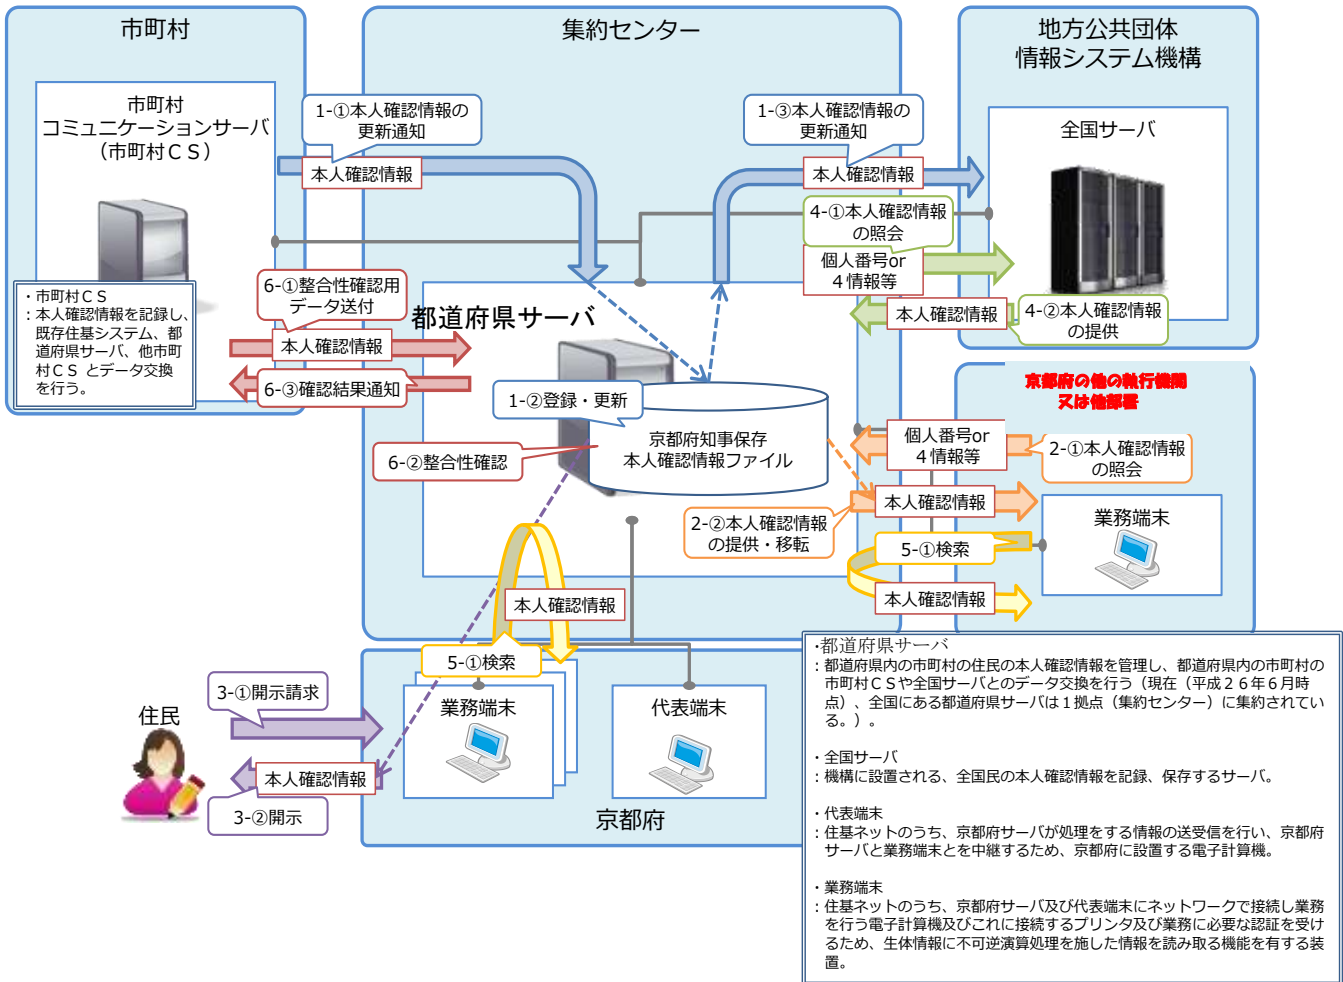 市町村
集約センター
地方公共団体
情報システム機構
市町村
コミュニケーションサーバ
（市町村ＣＳ）
1-①本人確認情報の
更新通知
本人確認情報
1-③本人確認情報の
更新通知
本人確認情報
全国サーバ
4-①本人確認情報
の照会
個人番号or
４情報等
本人確認情報
4-②本人確認情報
の提供
・市町村ＣＳ
：本人確認情報を記録し、
既存住基システム、都
道府県サーバ、他市町
村ＣＳ とデータ交換
を行う。
6-①整合性確認用
データ送付
本人確認情報
6-③確認結果通知
都道府県サーバ
1-②登録・更新
6-②整合性確認
京都府知事保存
本人確認情報ファイル
京都府の他の執行機関
又は他部署
個人番号or
４情報等
2-①本人確認情報
の照会
本人確認情報
2-②本人確認情報
の提供・移転
業務端末
5-①検索
本人確認情報
本人確認情報
5-①検索
業務端末
代表端末
京都府
住民
3-①開示請求
本人確認情報
3-②開示
・都道府県サーバ
：都道府県内の市町村の住民の本人確認情報を管理し、都道府県内の市町村の
市町村ＣＳや全国サーバとのデータ交換を行う（現在（平成２６年６月時
点）、全国にある都道府県サーバは１拠点（集約センター）に集約されてい
る。）。
・全国サーバ
：機構に設置される、全国民の本人確認情報を記録、保存するサーバ。
・代表端末
：住基ネットのうち、京都府サーバが処理をする情報の送受信を行い、京都府
サーバと業務端末とを中継するため、京都府に設置する電子計算機。
・業務端末
：住基ネットのうち、京都府サーバ及び代表端末にネットワークで接続し業務
を行う電子計算機及びこれに接続するプリンタ及び業務に必要な認証を受け
るため、生体情報に不可逆演算処理を施した情報を読み取る機能を有する装
置。